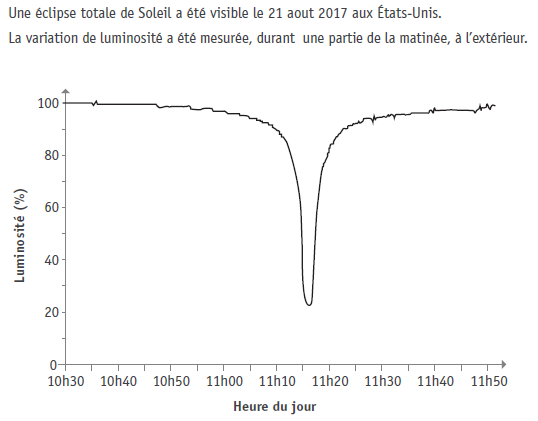 Une éclipse totale de Soleil a été visible le 21 aout 2017 aux États-Unis.
La variation de luminosité a été mesurée, durant une partie de la matinée, à l'extérieur.
Luminosité (%)
100
80
60
40
20
0
10h30 10h40 10h50 11h00 11h10 11h20 11h30 11h40 11h50
Heure du jour